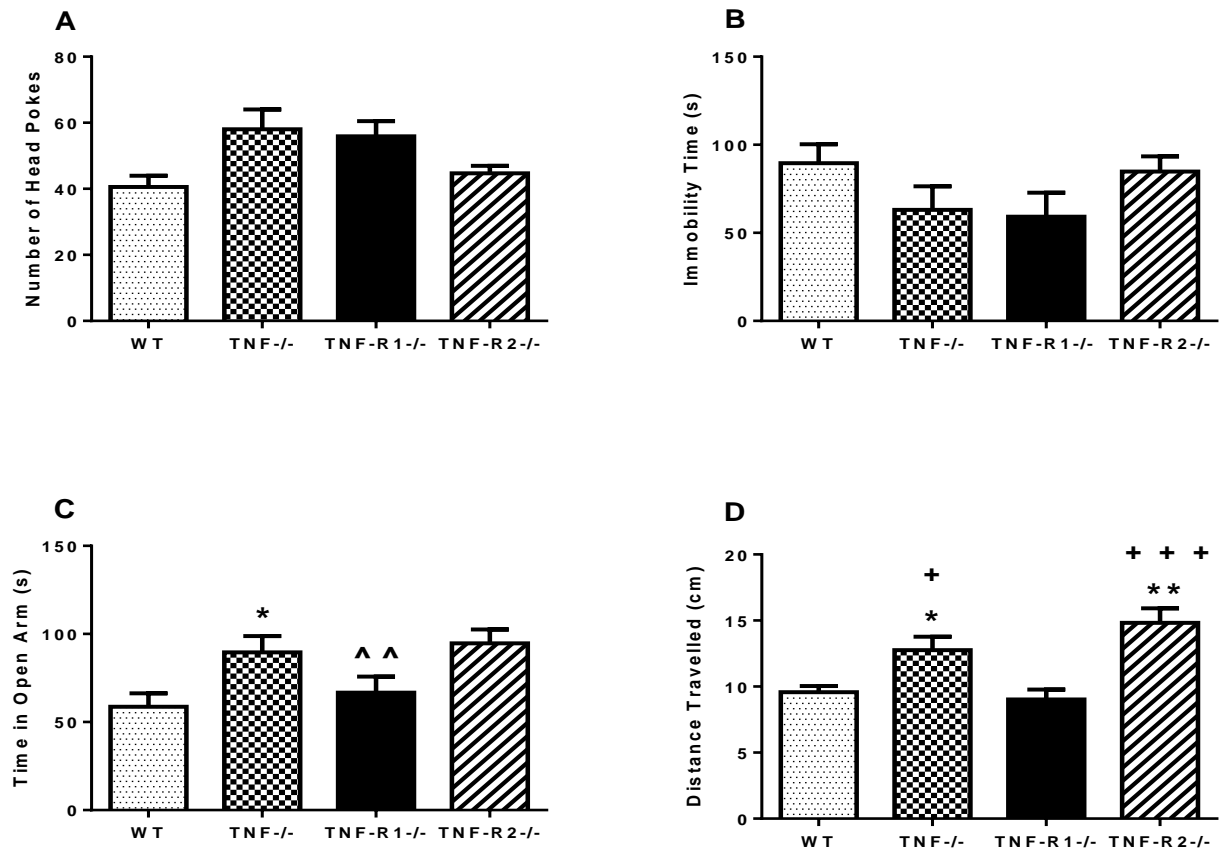 A
Number of Head Pokes
80
60
40
20
0
WT TNF-/- TNF-R1-/- TNF-R2-/-
B
Immobility Time (s)
150
100
50
0
WT TNF-/- TNF-R1-/- TNF-R2-/-
C
Time in Open Arm (s)
150
100
50
0
*
^ ^
WT TNF-/- TNF-R1-/- TNF-R2-/-
D
Distance Travelled (cm)
20
15
10
5
0
+
*
+ + +
**
WT TNF-/- TNF-R1-/- TNF-R2-/-